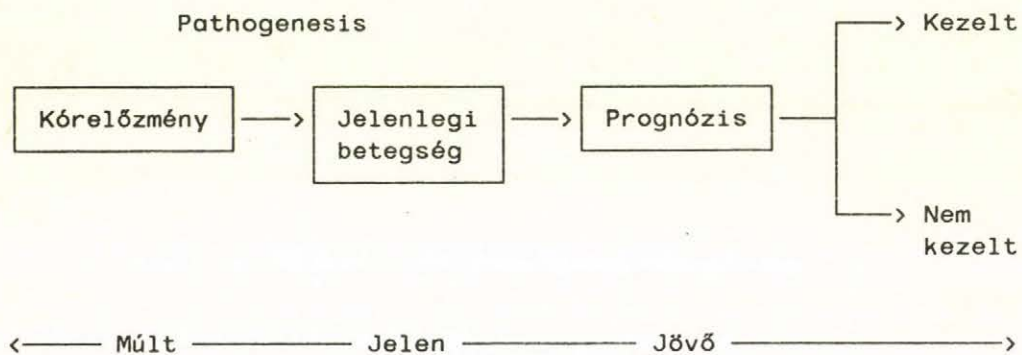 Pathogenesis
Kezelt
Kórelőzmény
Jelenlegi
betegség
Prognózis
Nem
kezelt
Múlt
Jelen
Jövő